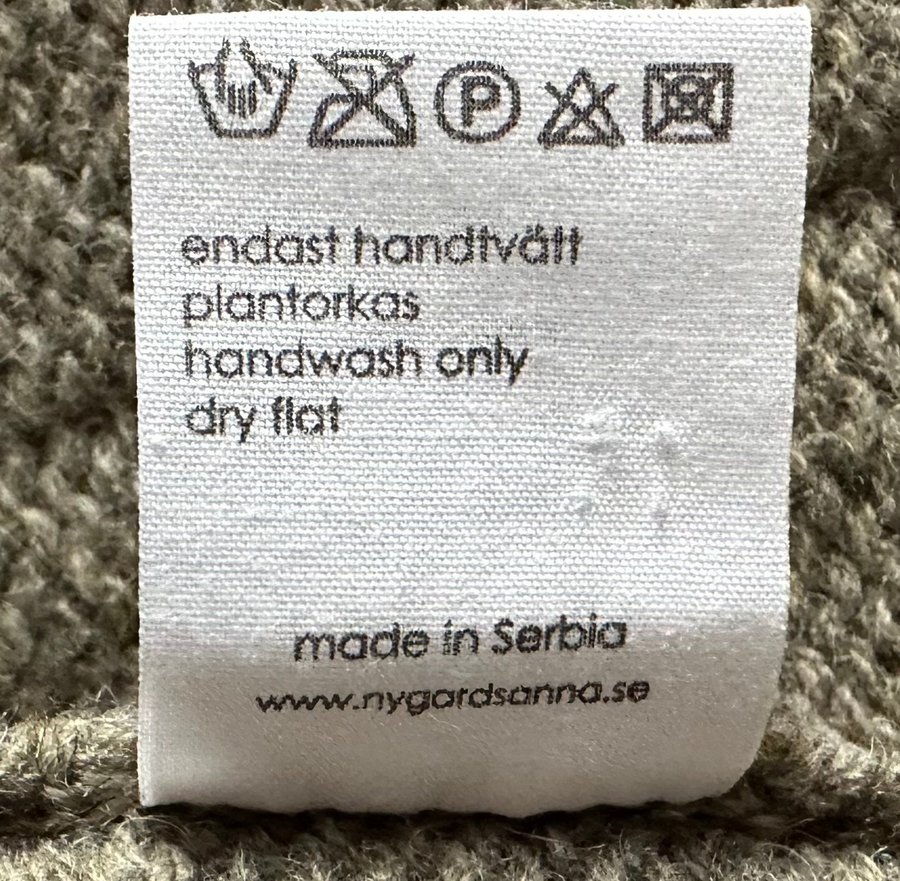 P
endast handtvätt
plantorkas
handwash only
dry flat
made in Serbia
www.nygardsanna.se